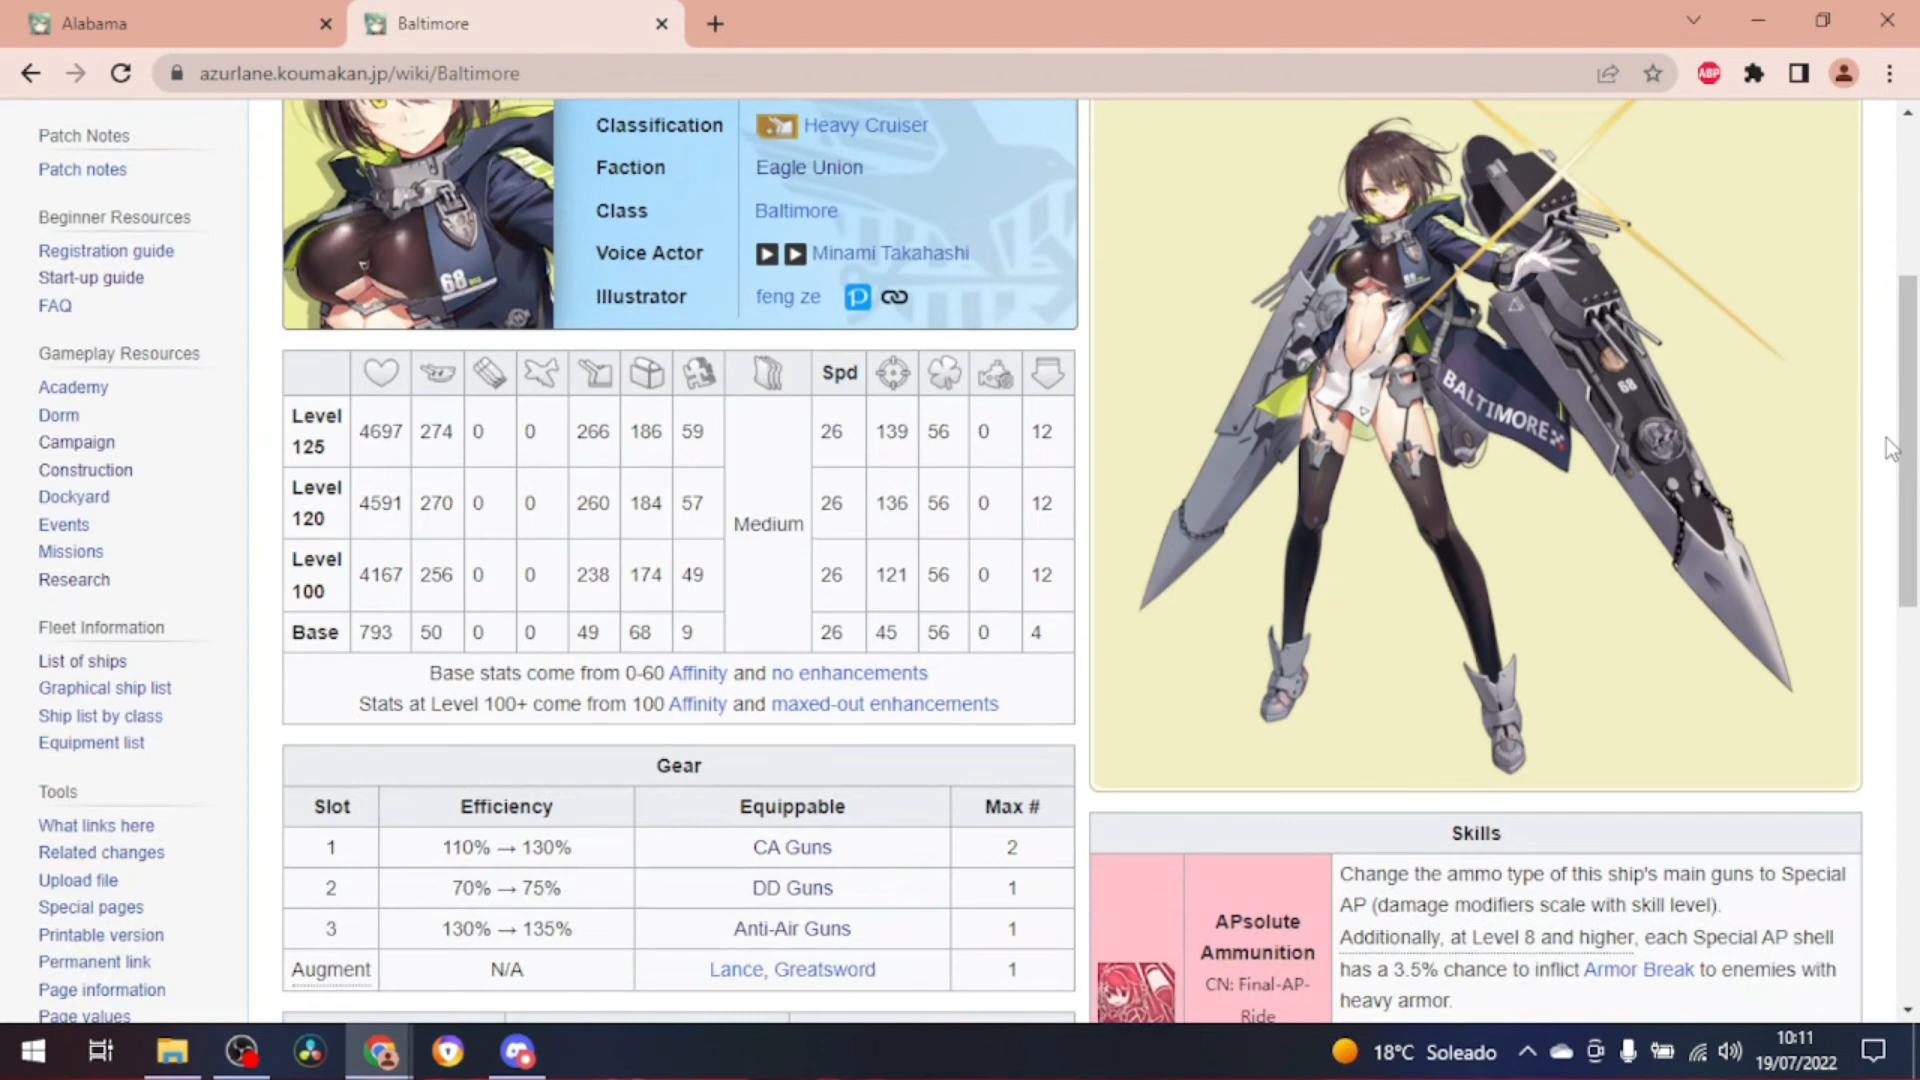 Alabama
Baltimore
azurlane.koumakan.jp/wiki/Baltimore
ABP
Patch Notes
Patch notes
Beginner Resources
Registration guide
Start-up guide
FAQ
Gameplay Resources
Academy
Dorm
Campaign
Construction
Dockyard
Events
Missions
Research
Fleet Information
List of ships
Graphical ship list
Ship list by class
Equipment list
Tools
What links here
Related changes
Upload file
Special pages
Printable version
Permanent link
Page information
Page values
68
Classification Heavy Cruiser
Faction Eagle Union
Class Baltimore
Voice Actor Minami Takahashi
Illustrator feng ze
Spd
Level 125 4697 274 0 0 266 186 59 Medium 26 139 56 0 12
Level 120 4591 270 0 0 260 184 57 26 136 56 0 12
Level 100 4167 256 0 0 238 174 49 26 121 56 0 12
Base 793 50 0 0 49 68 9 26 45 56 0 4
Base stats come from 0-60 Affinity and no enhancements
Stats at Level 100+ come from 100 Affinity and maxed-out enhancements
Gear
Slot Efficiency Equippable Max #
1 110% → 130% CA Guns 2
2 70% → 75% DD Guns 1
3 130% → 135% Anti-Air Guns 1
Augment N/A Lance, Greatsword 1
BALTIMORE
68
Skills
APsolute
Ammunition
CN: Final-AP-
Ride
Change the ammo type of this ship's main guns to Special
AP (damage modifiers scale with skill level).
Additionally, at Level 8 and higher, each Special AP shell
has a 3.5% chance to inflict Armor Break to enemies with
heavy armor.
18°C Soleado
10:11
19/07/2022